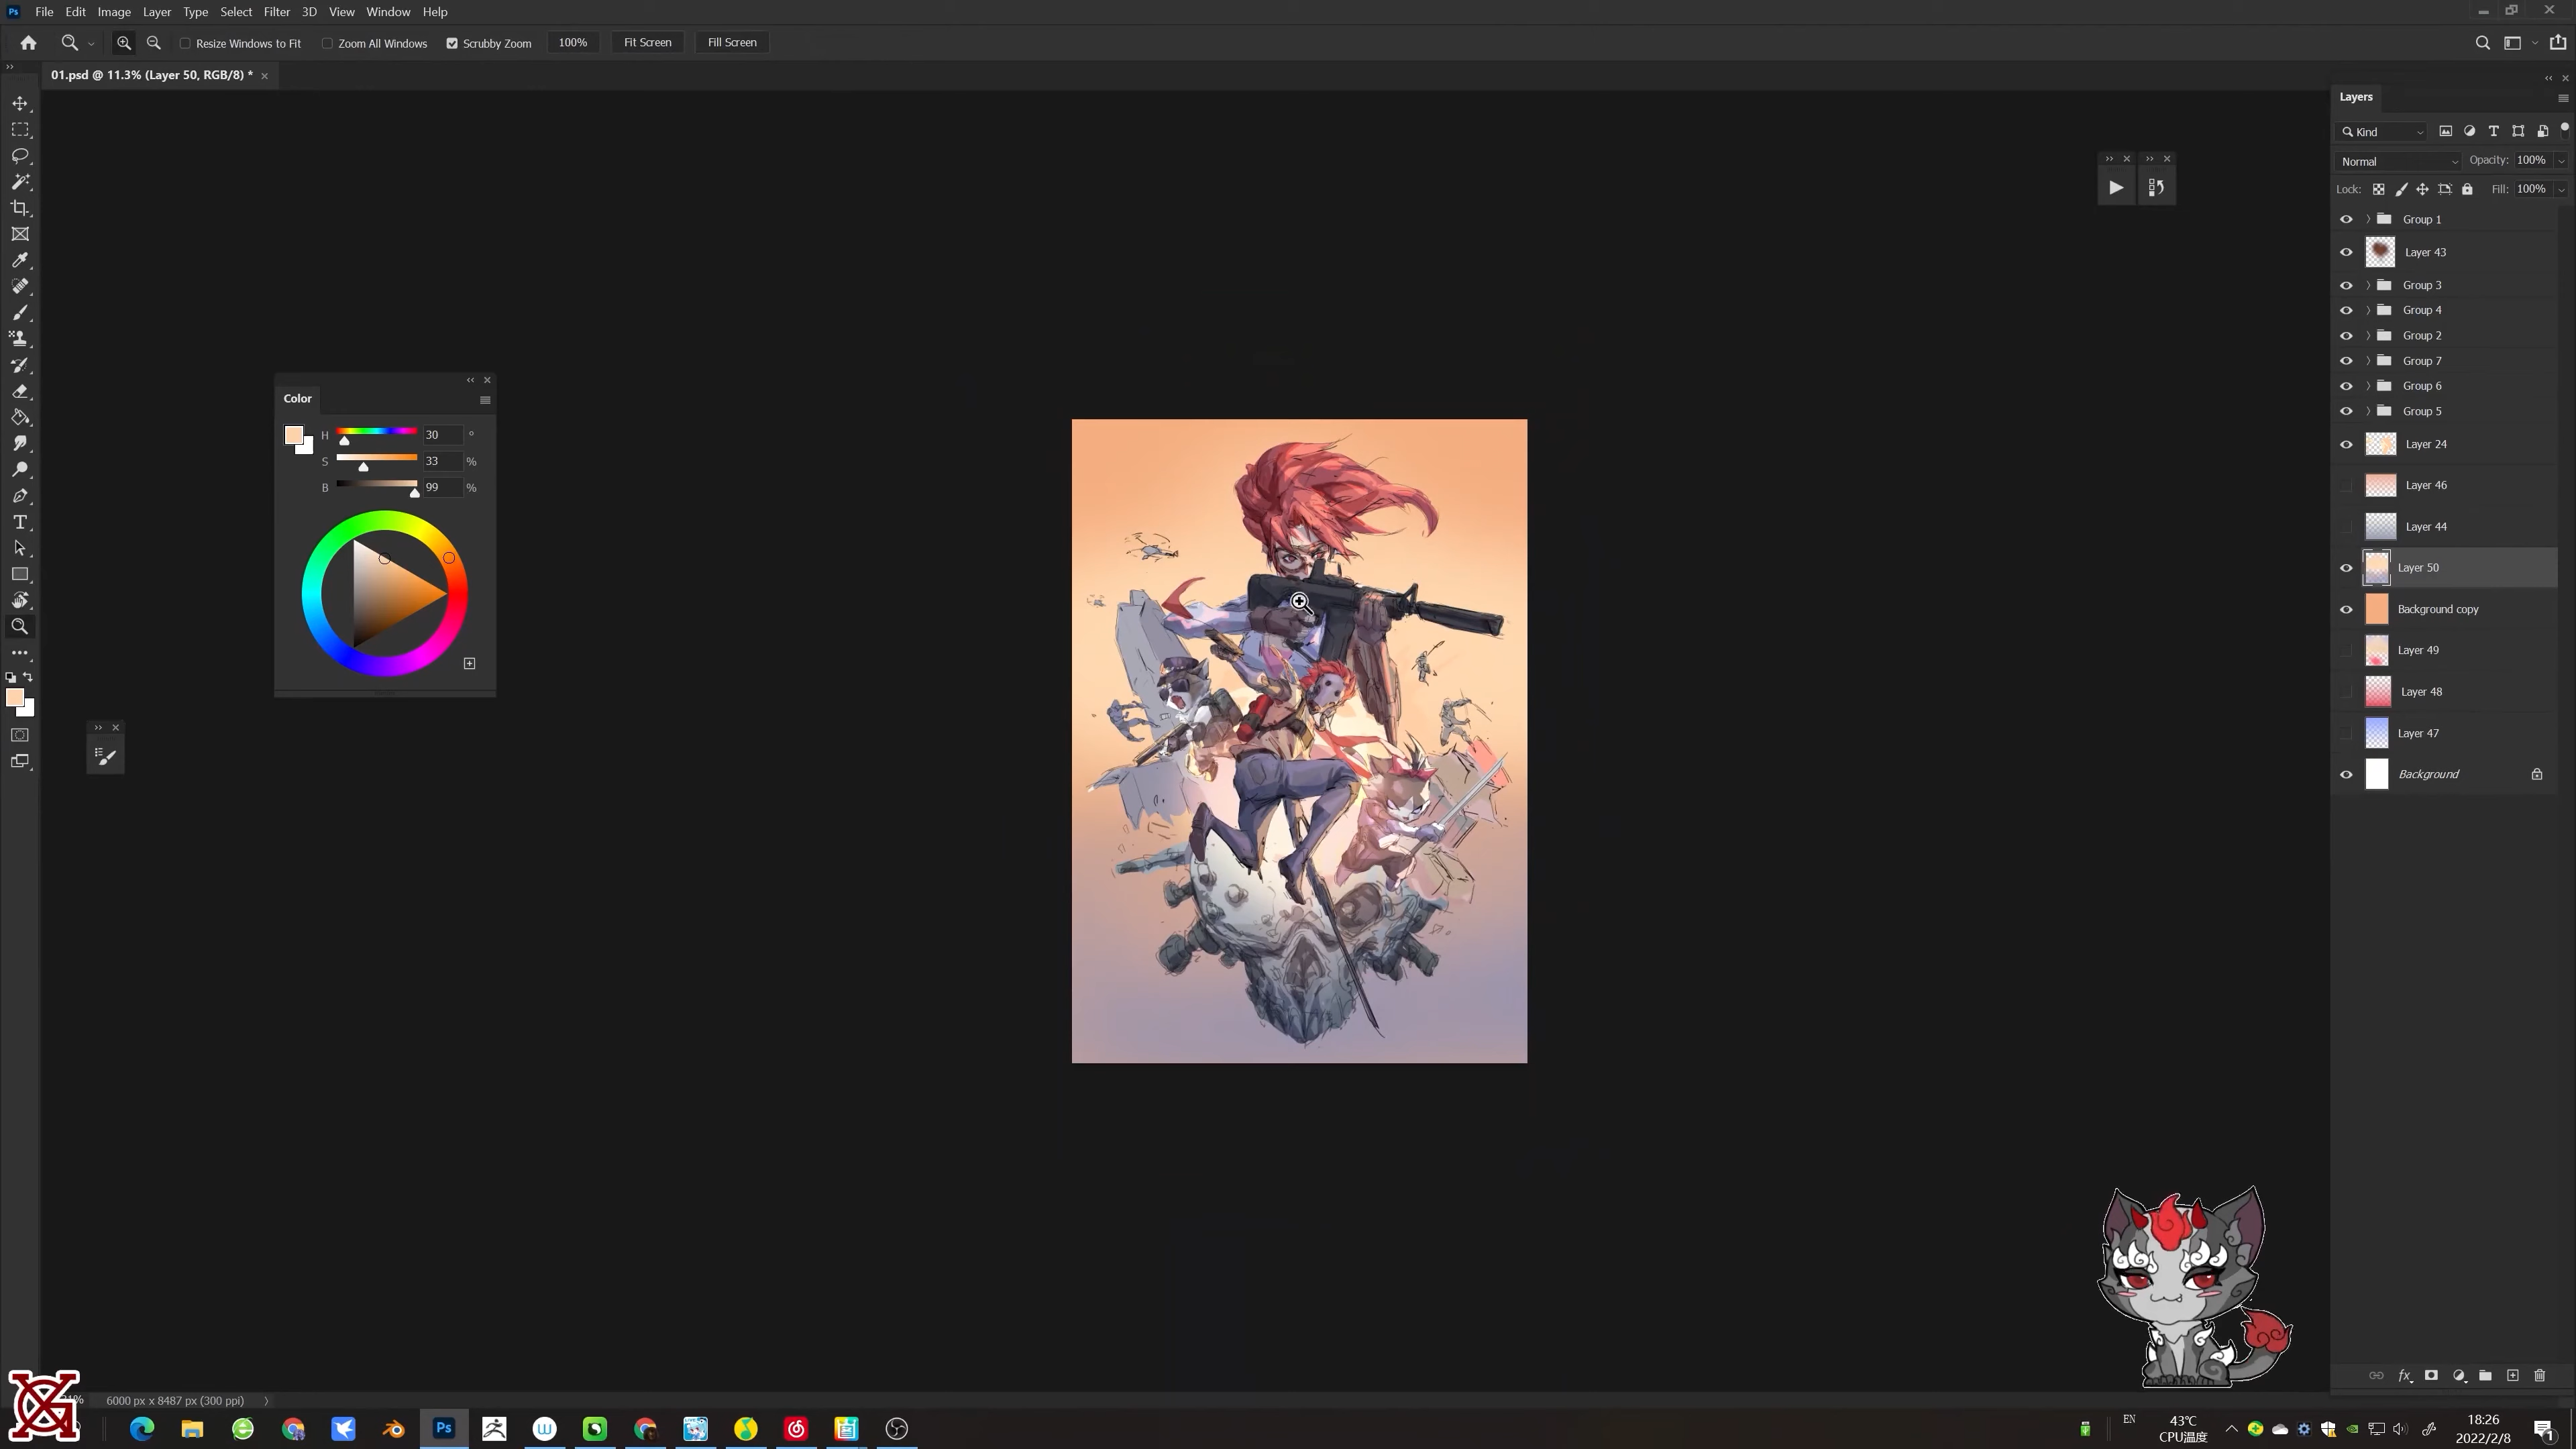 Ps File Edit Image Layer Type Select Filter 3D View Window Help
Resize Windows to Fit Zoom All Windows Scrubby Zoom 100% Fit Screen Fill Screen
01.psd @ 11.3% (Layer 50, RGB/8) *
Color
H 30 °
S 33 %
B 99 %
Layers
Kind
Normal Opacity: 100%
Lock: Fill: 100%
Group 1
Layer 43
Group 3
Group 4
Group 2
Group 7
Group 6
Group 5
Layer 24
Layer 46
Layer 44
Layer 50
Background copy
Layer 49
Layer 48
Layer 47
Background
6000 px x 8487 px (300 ppi)
Ps
EN
43℃
CPU温度
18:26
2022/2/8
1